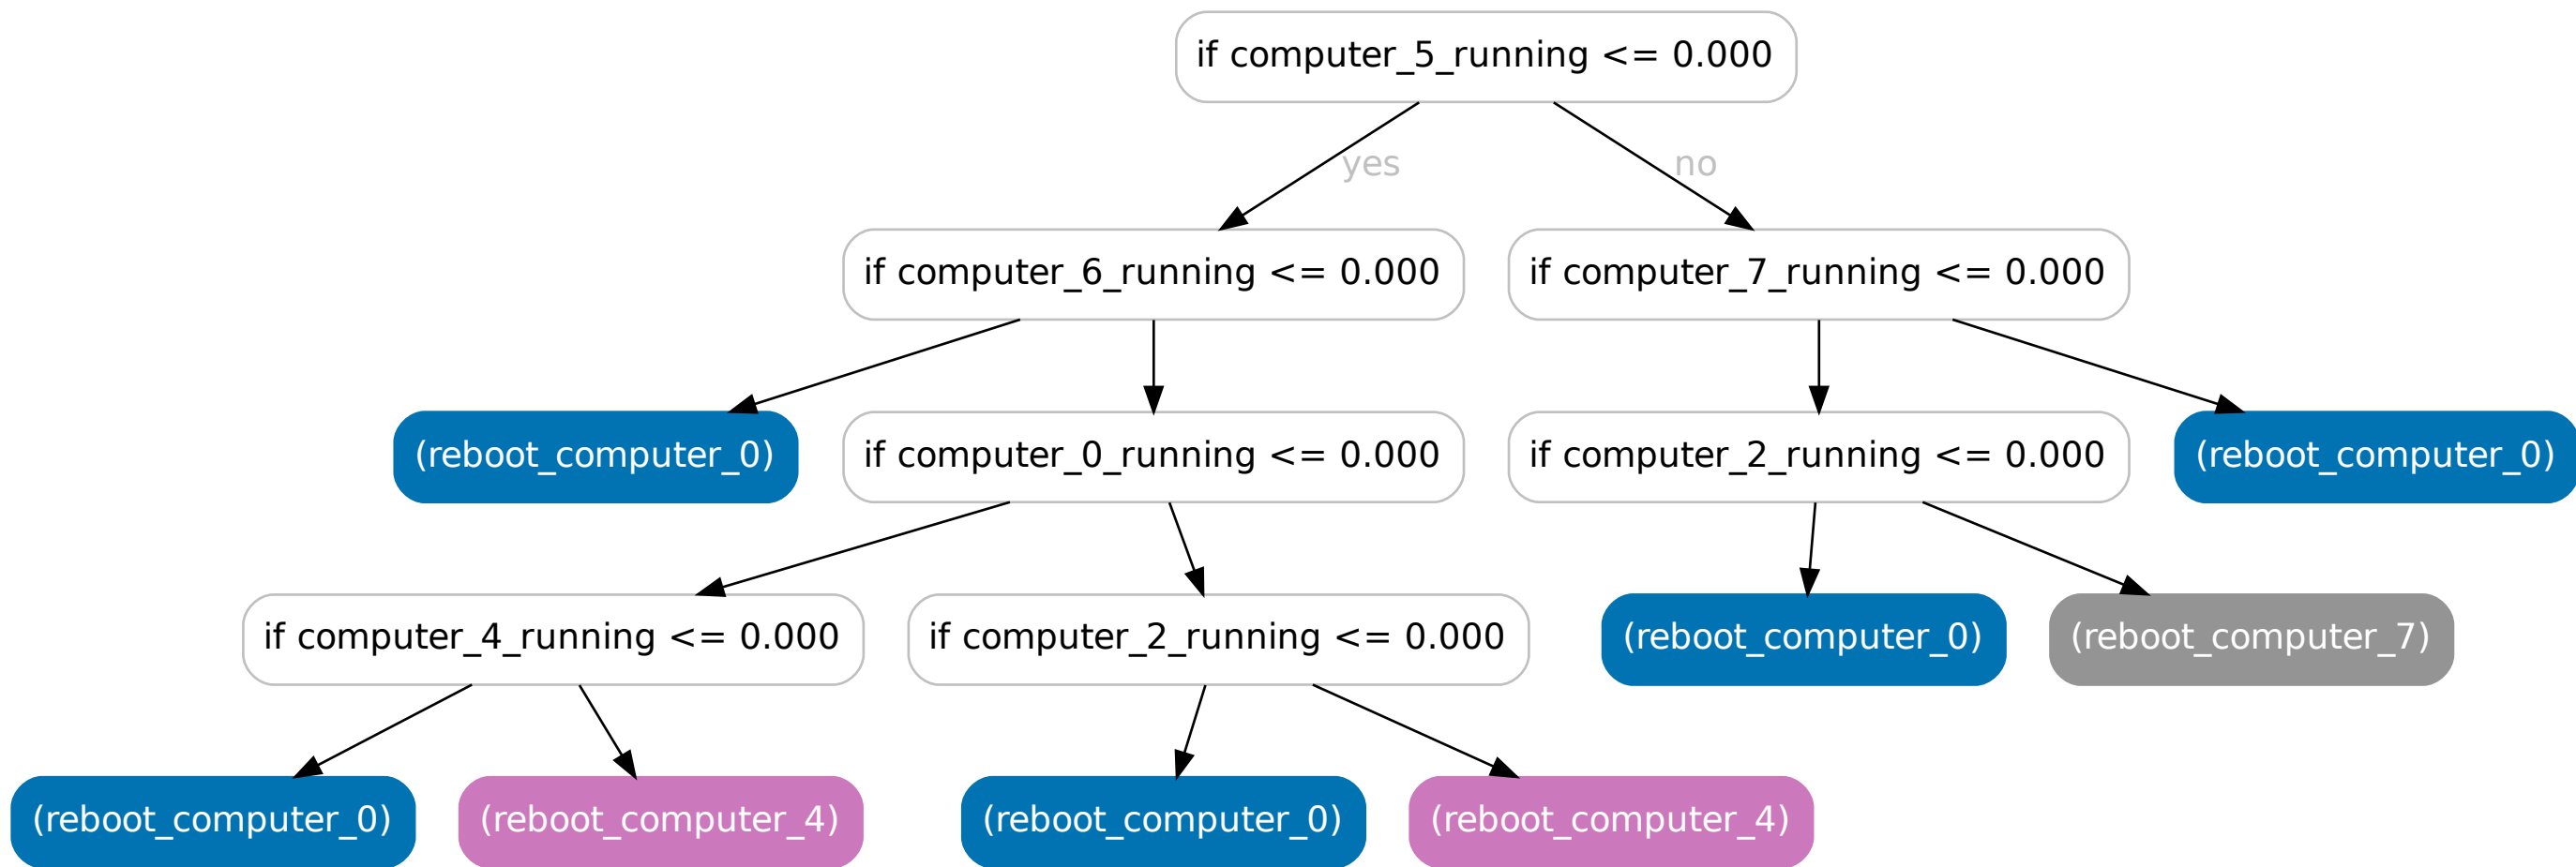 if computer_5_running <= 0.000
yes
no
if computer_6_running <= 0.000
if computer_7_running <= 0.000
(reboot_computer_0)
if computer_0_running <= 0.000
if computer_2_running <= 0.000
(reboot_computer_0)
if computer_4_running <= 0.000
if computer_2_running <= 0.000
(reboot_computer_0)
(reboot_computer_7)
(reboot_computer_0)
(reboot_computer_4)
(reboot_computer_0)
(reboot_computer_4)